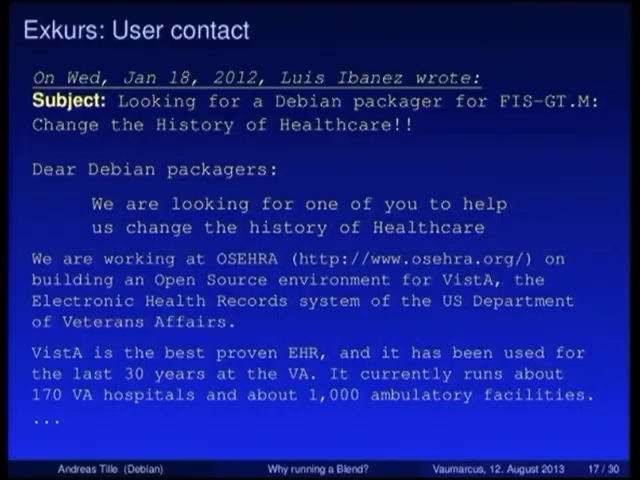 Exkurs: User contact
On Wed, Jan 18, 2012, Luis Ibanez wrote:
Subject: Looking for a Debian packager for FIS-GT.M:
Change the History of Healthcare!!
Dear Debian packagers:
We are looking for one of you to help
us change the history of Healthcare
We are working at OSEHRA (http://www.osehra.org/) on
building an Open Source environment for VistA, the
Electronic Health Records system of the US Department
of Veterans Affairs.
VistA is the best proven EHR, and it has been used for
the last 30 years at the VA. It currently runs about
170 VA hospitals and about 1,000 ambulatory facilities.
...
Andreas Tille (Debian) Why running a Blend? Vaumarcus, 12. August 2013 17 / 30